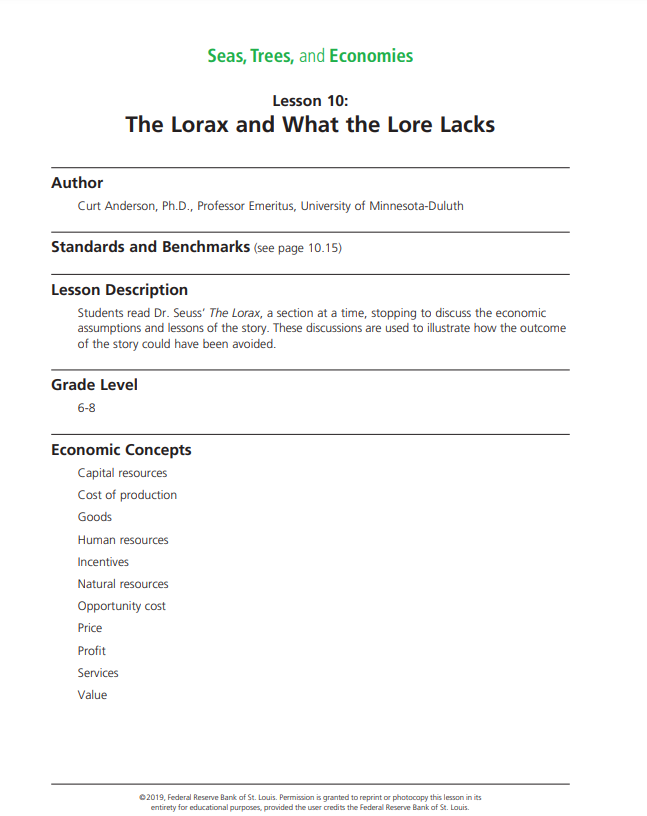 Seas, Trees, and Economies
Lesson 10:
The Lorax and What the Lore Lacks
Author
Curt Anderson, Ph.D., Professor Emeritus, University of Minnesota-Duluth
Standards and Benchmarks (see page 10.15)
Lesson Description
Students read Dr. Seuss’ The Lorax, a section at a time, stopping to discuss the economic
assumptions and lessons of the story. These discussions are used to illustrate how the outcome
of the story could have been avoided.
Grade Level
6-8
Economic Concepts
Capital resources
Cost of production
Goods
Human resources
Incentives
Natural resources
Opportunity cost
Price
Profit
Services
Value
©2019, Federal Reserve Bank of St. Louis. Permission is granted to reprint or photocopy this lesson in its
entirety for educational purposes, provided the user credits the Federal Reserve Bank of St. Louis.